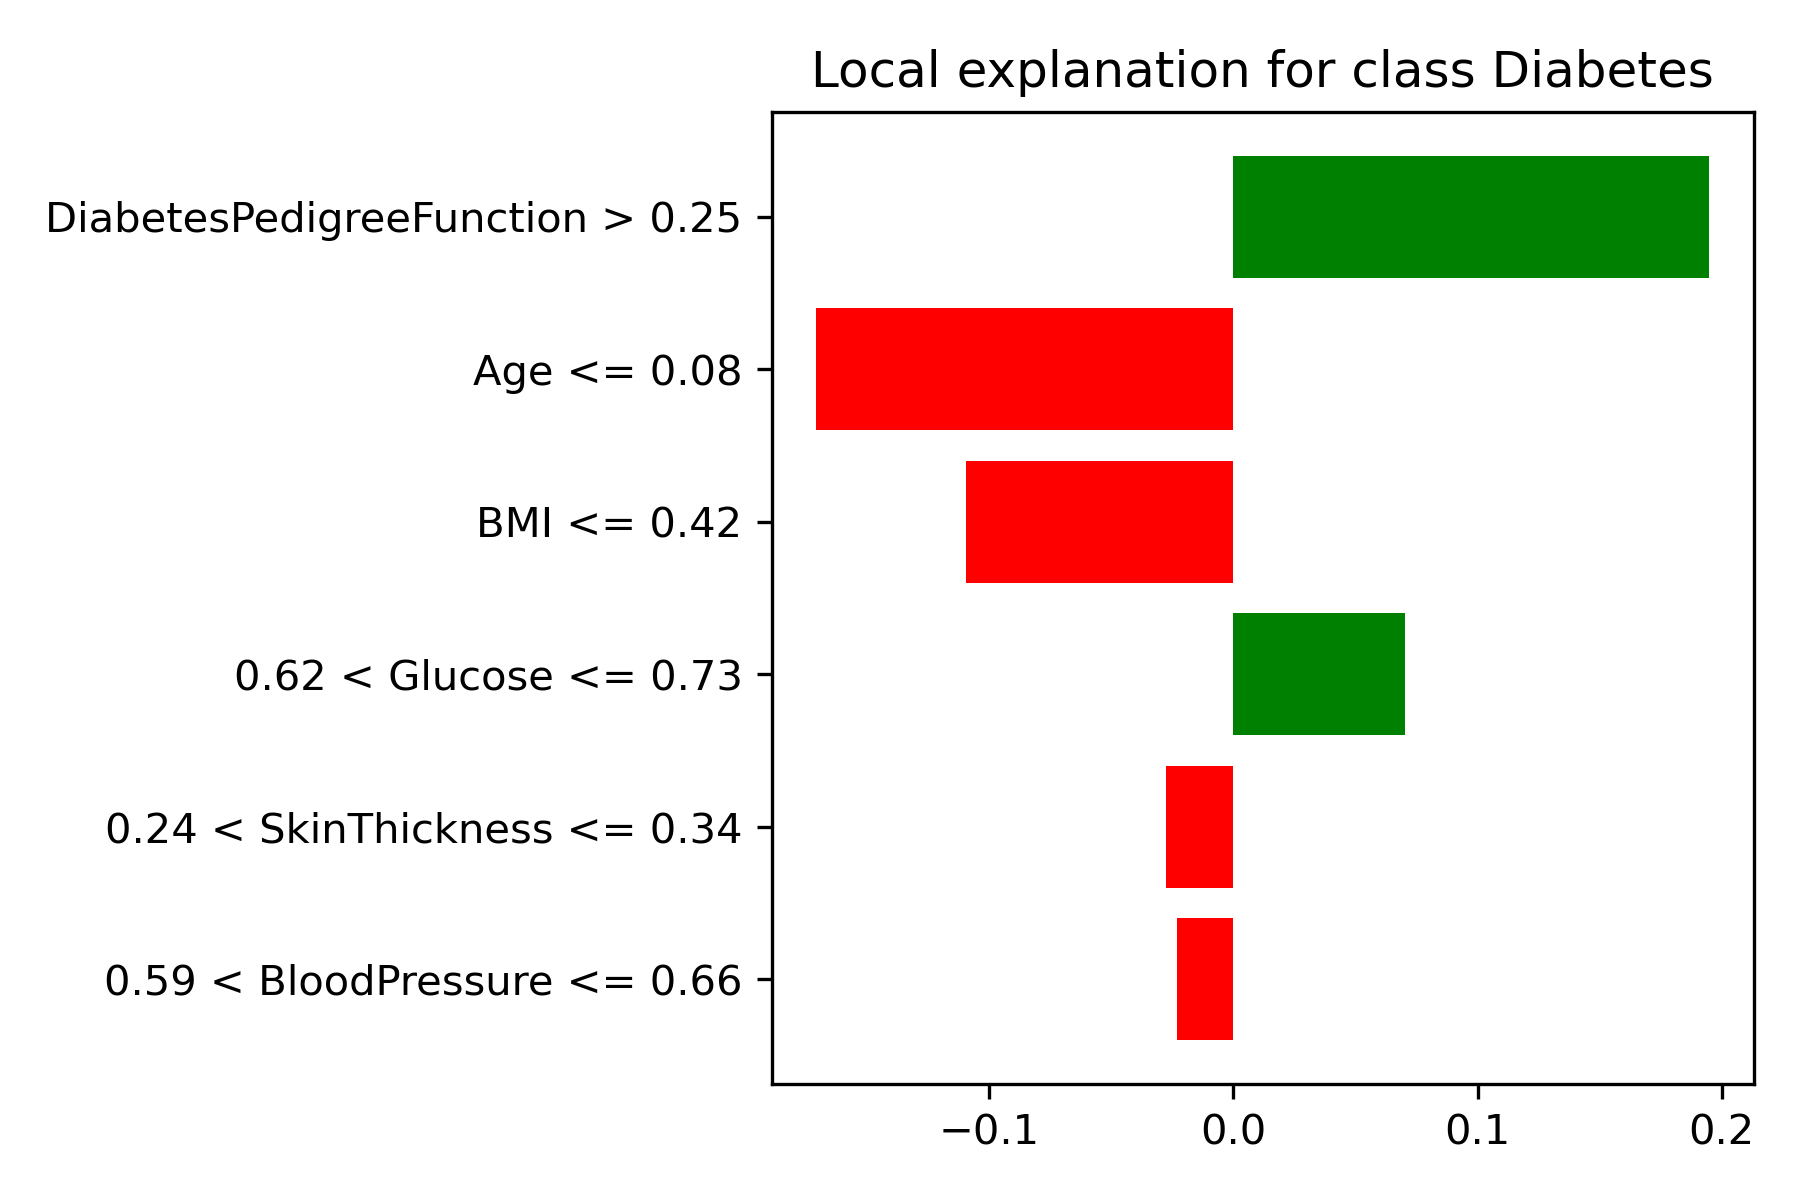 Local explanation for class Diabetes
DiabetesPedigreeFunction > 0.25
Age <= 0.08
BMI <= 0.42
0.62 < Glucose <= 0.73
0.24 < SkinThickness <= 0.34
0.59 < BloodPressure <= 0.66
−0.1 0.0 0.1 0.2